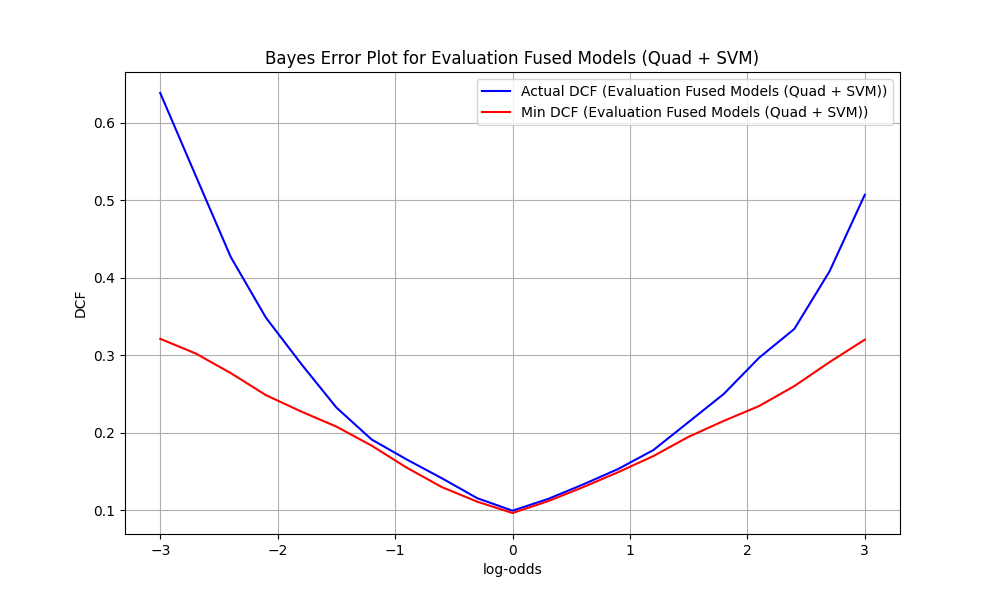 Bayes Error Plot for Evaluation Fused Models (Quad + SVM)
Actual DCF (Evaluation Fused Models (Quad + SVM))
Min DCF (Evaluation Fused Models (Quad + SVM))
0.6
0.5
0.4
0.3
0.2
0.1
DCF
−3
−2
−1
0
1
2
3
log-odds